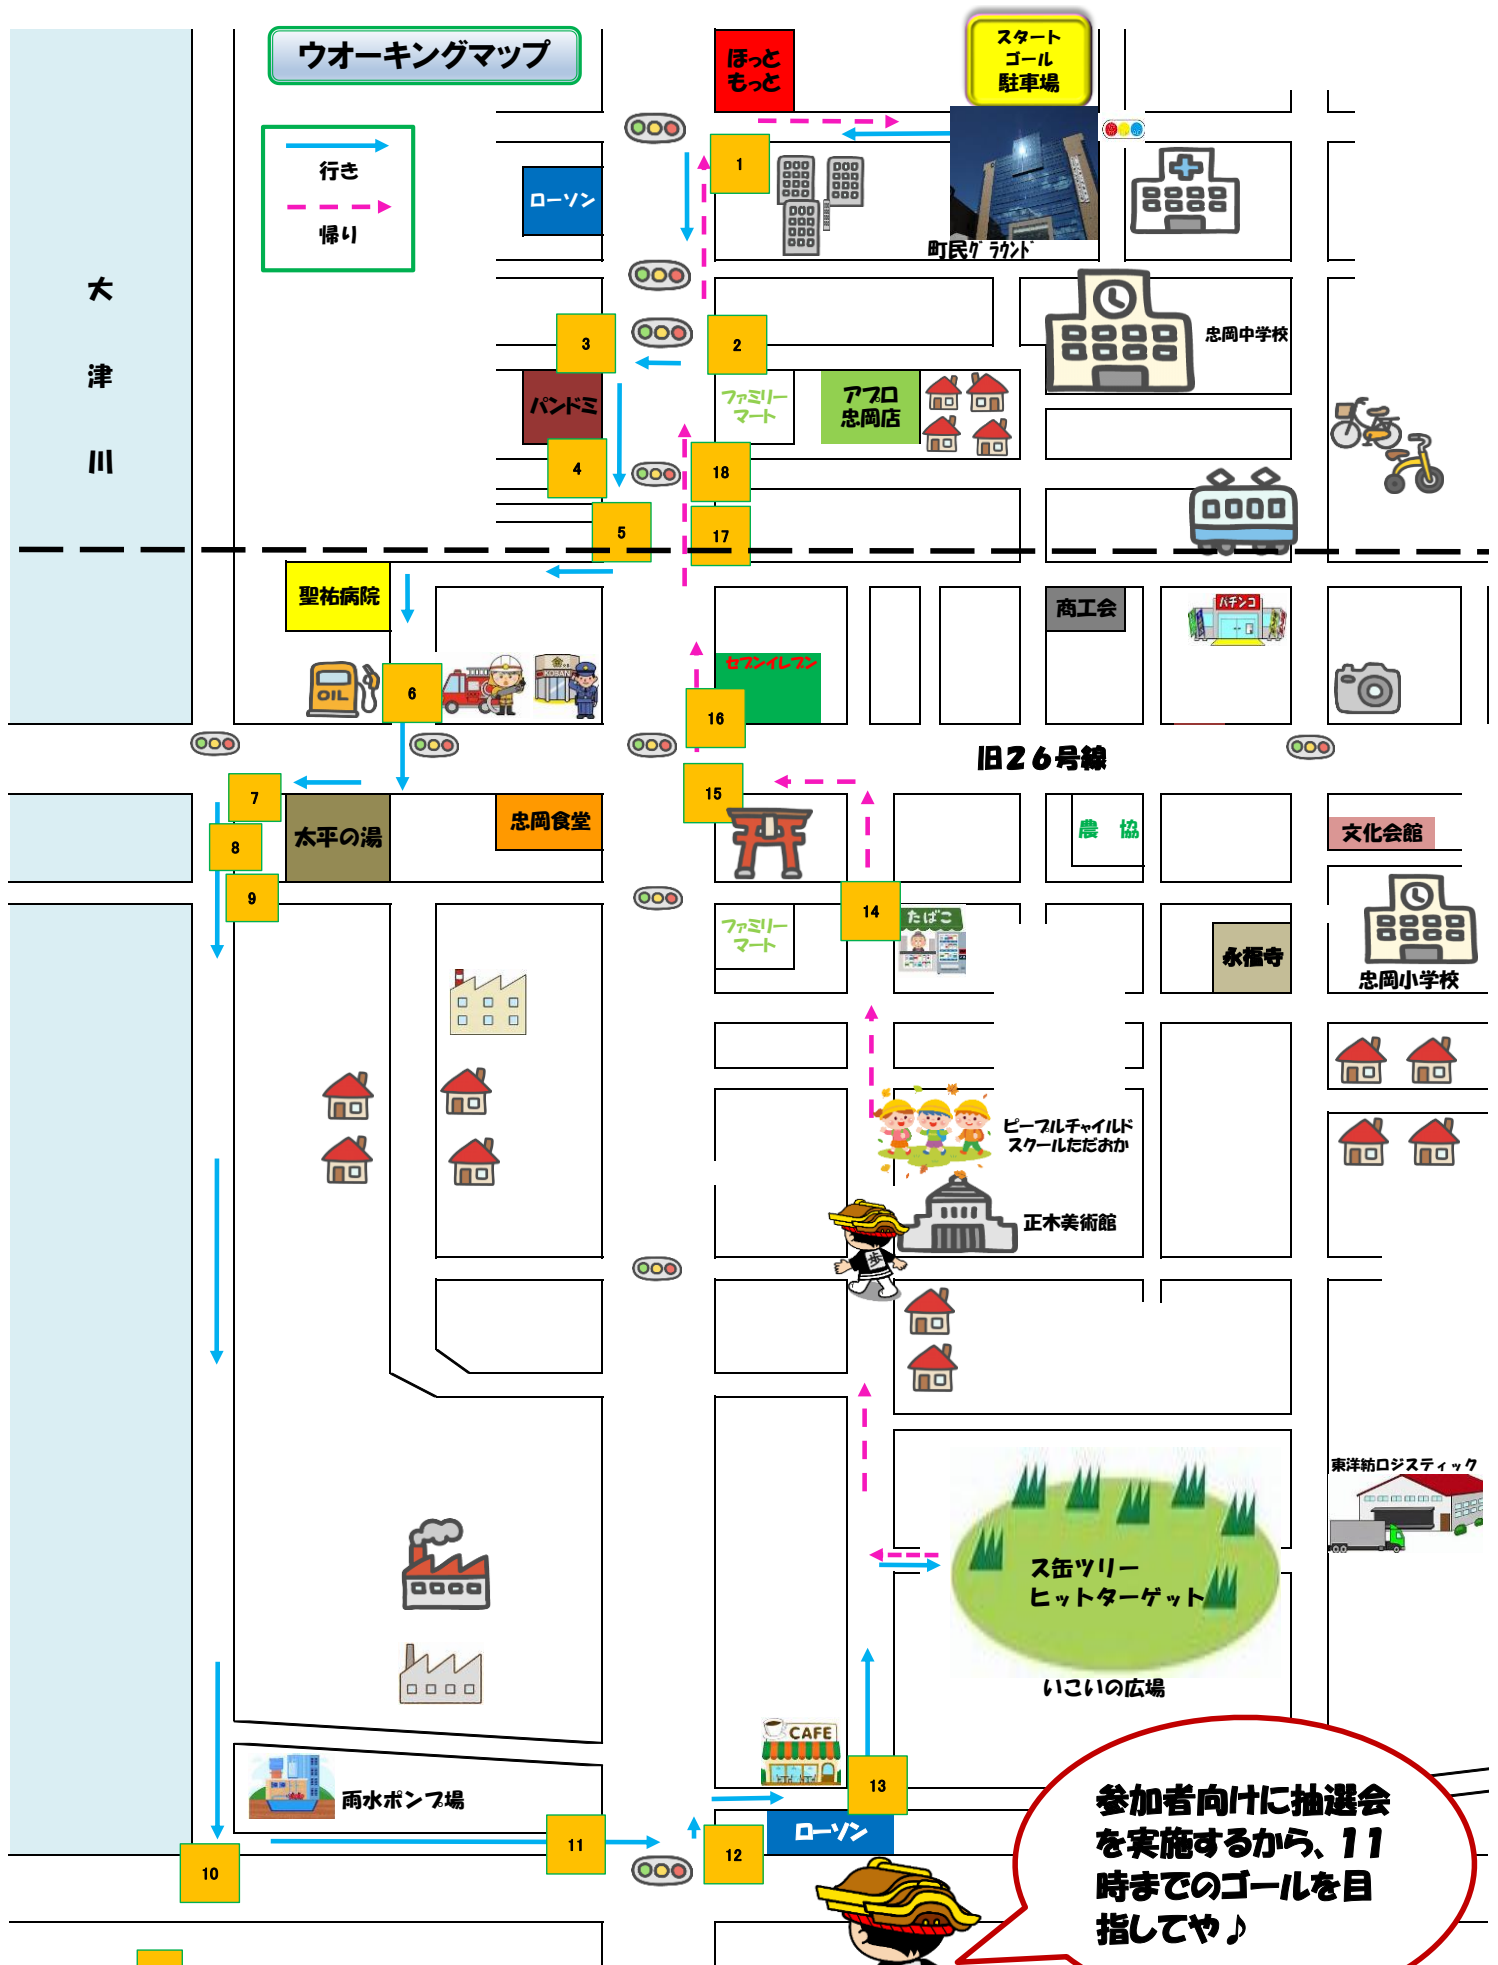 ウオーキングマップ
スタート
ゴール
駐車場
ほっと
もっと
行き
帰り
1
ローソン
町民グラウンド
大
津
川
3
2
忠岡中学校
パンドミ
ファミリー
マート
アプロ
忠岡店
4
18
5
17
聖祐病院
商工会
パチンコ
セブンイレブン
OIL
6
KOBAN
16
旧26号線
7
15
8
太平の湯
忠岡食堂
農 協
文化会館
9
14
たばこ
ファミリー
マート
永福寺
忠岡小学校
ピープルチャイルド
スクールただおか
正木美術館
歩
東洋紡ロジスティック
ス缶ツリー
ヒットターゲット
いこいの広場
CAFE
13
雨水ポンプ場
ローソン
11
12
10
参加者向けに抽選会
を実施するから、11
時までのゴールを目
指してや♪